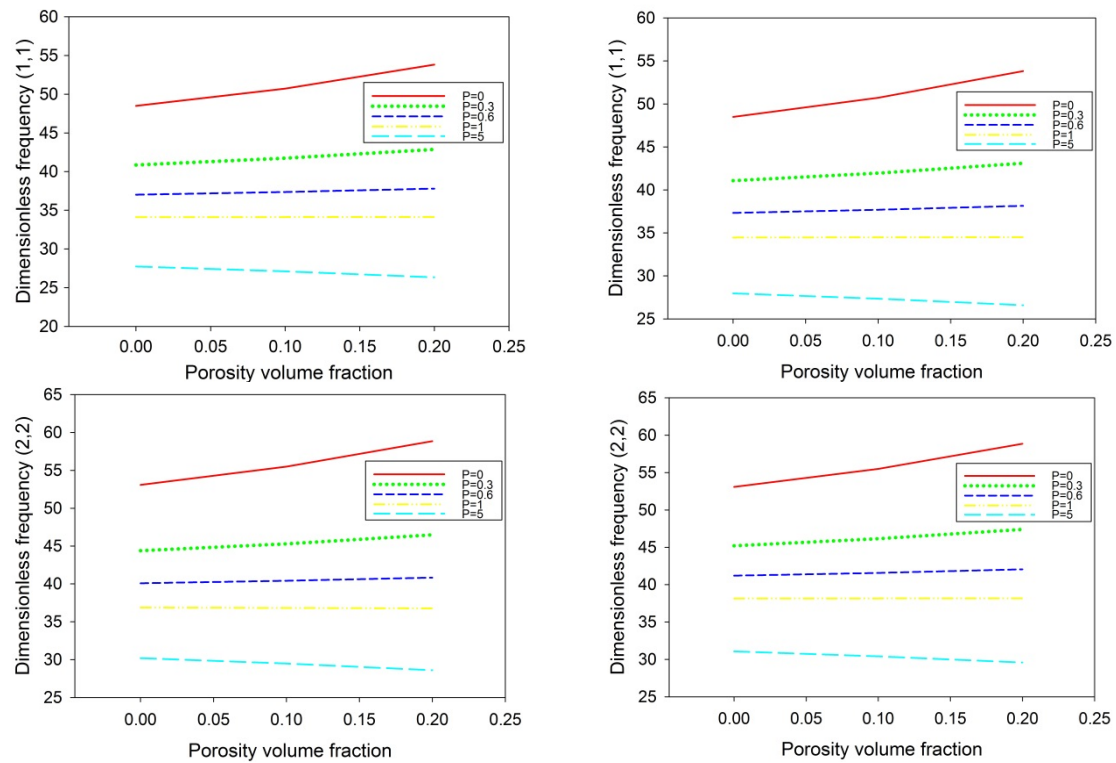 Dimensionless frequency (1,1)
60
55
50
45
40
35
30
25
20
P=0
P=0.3
P=0.6
P=1
P=5
0.00 0.05 0.10 0.15 0.20 0.25
Porosity volume fraction
Dimensionless frequency (1,1)
60
55
50
45
40
35
30
25
P=0
P=0.3
P=0.6
P=1
P=5
0.00 0.05 0.10 0.15 0.20 0.25
Porosity volume fraction
Dimensionless frequency (2,2)
65
60
55
50
45
40
35
30
25
P=0
P=0.3
P=0.6
P=1
P=5
0.00 0.05 0.10 0.15 0.20 0.25
Porosity volume fraction
Dimensionless frequency (2,2)
65
60
55
50
45
40
35
30
25
P=0
P=0.3
P=0.6
P=1
P=5
0.00 0.05 0.10 0.15 0.20 0.25
Porosity volume fraction